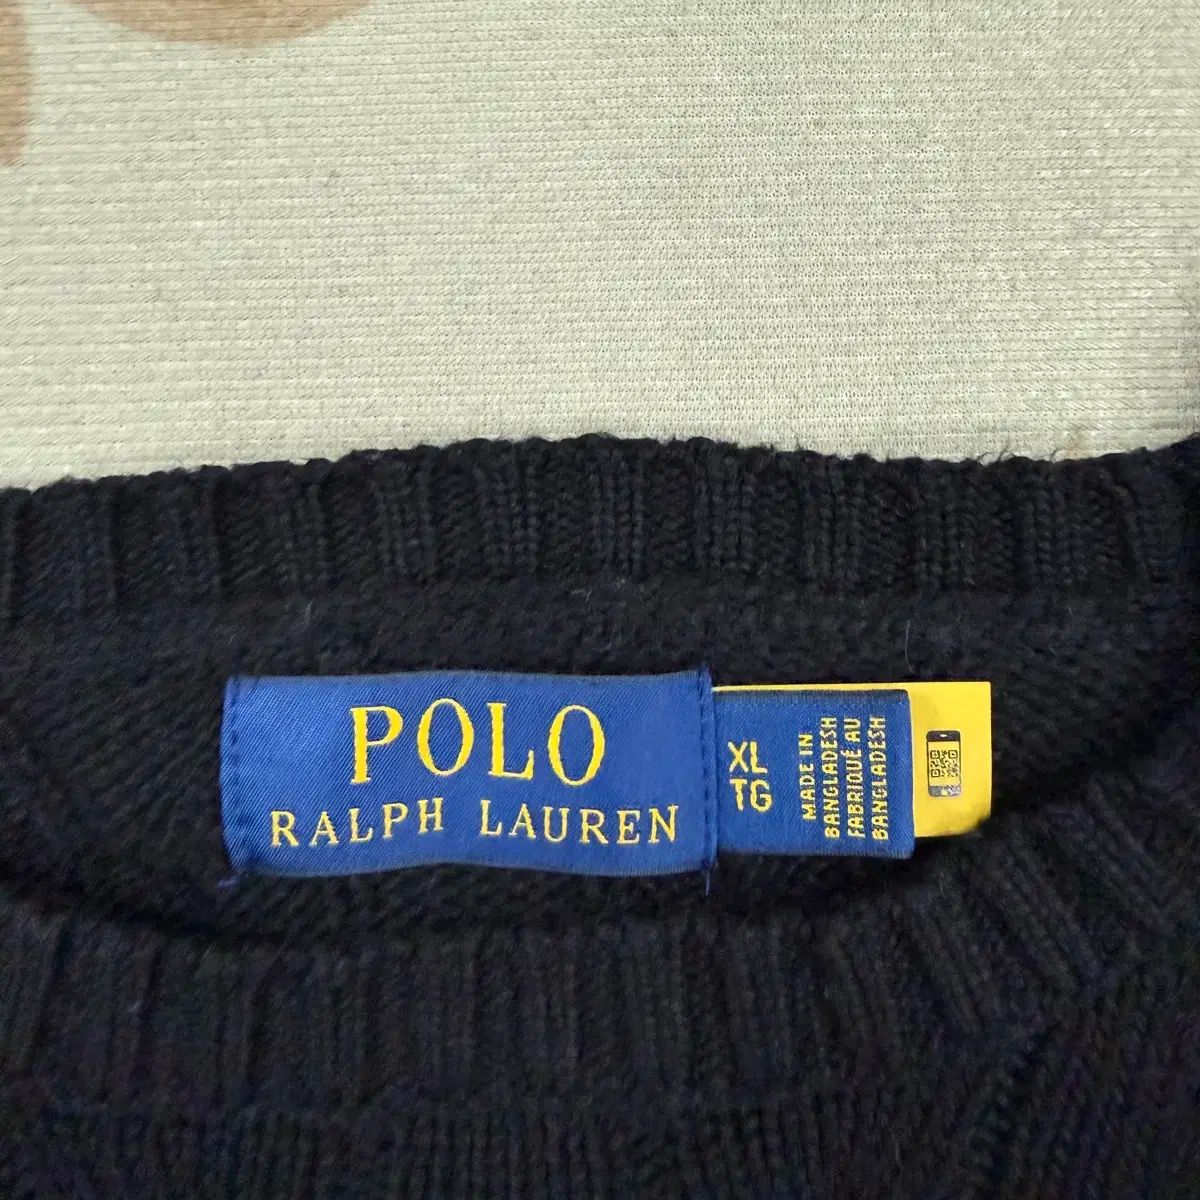 POLO
RALPH LAUREN
XL
TG
MADE IN
BANGLADESH
FABRIQUÉ AU
BANGLADESH